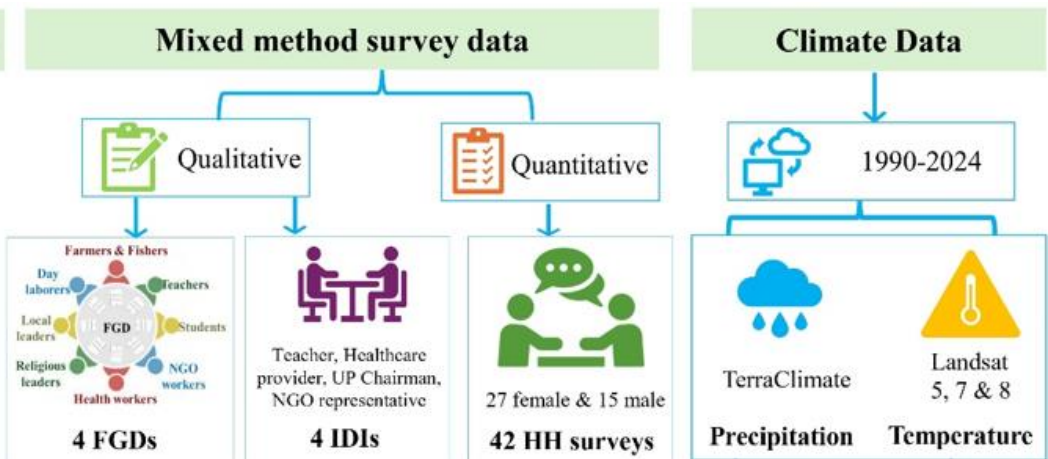 Mixed method survey data
Climate Data
Qualitative
Quantitative
1990-2024
Farmers & Fishers
Day
laborers
Teachers
Local
leaders
FGD
Students
Religious
leaders
NGO
workers
Health workers
4 FGDs
Teacher, Healthcare
provider, UP Chairman,
NGO representative
4 IDIs
27 female & 15 male
42 HH surveys
TerraClimate
Precipitation
Landsat
5, 7 & 8
Temperature